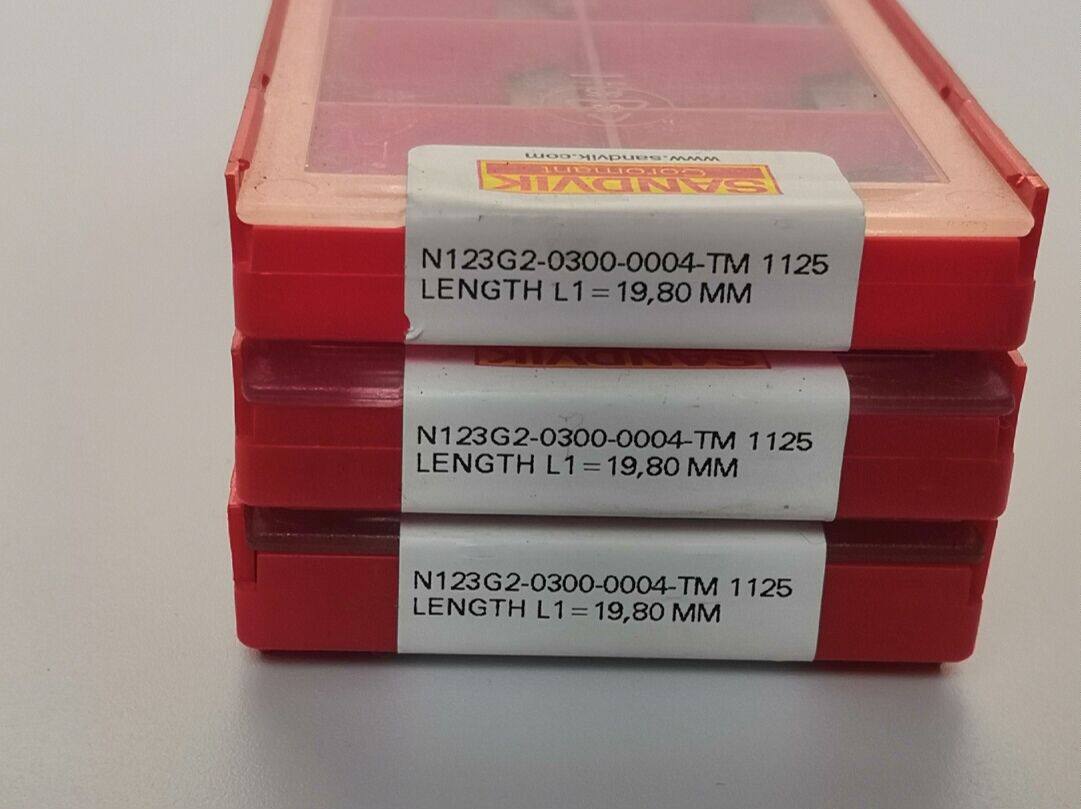 www.sandvik.com
Coromant
SANDVIK
N123G2-0300-0004-TM 1125
LENGTH L1=19,80 MM
SANDVIK
N123G2-0300-0004-TM 1125
LENGTH L1=19,80 MM
N123G2-0300-0004-TM 1125
LENGTH L1=19,80 MM